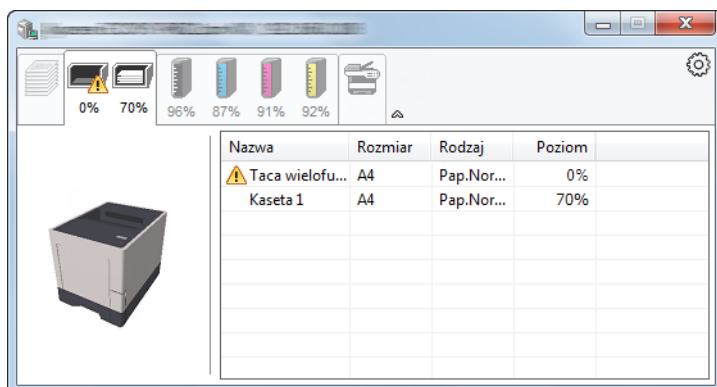 0% 70% 96% 87% 91% 92%
Nazwa Rozmiar Rodzaj Poziom
Taca wielofu... A4 Pap.Nor... 0%
Kaseta 1 A4 Pap.Nor... 70%